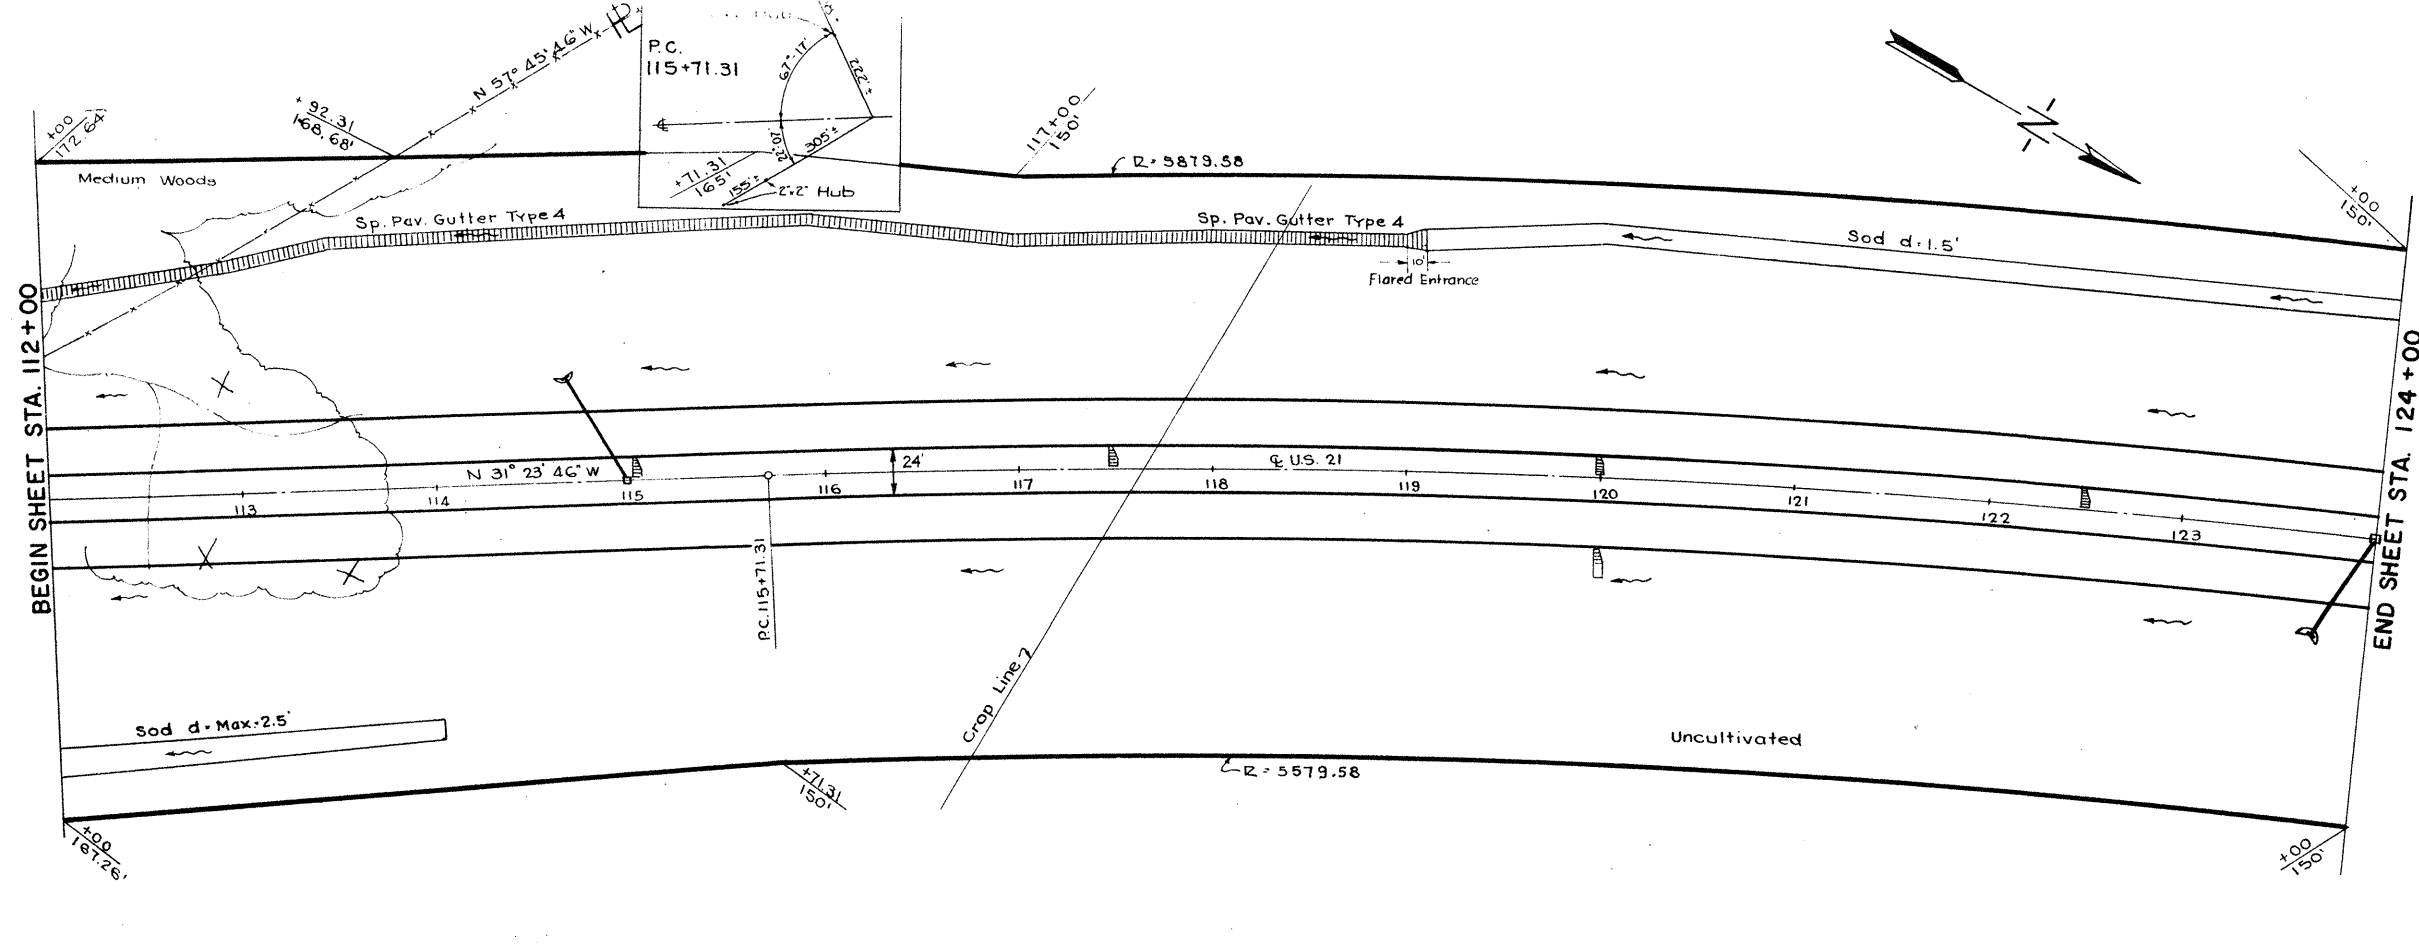 N 57° 45' 46" W
P.C.
115+71.31
67°-17'
222'±
℄
22°-02'
305'±
+71.31
165'
155'±
2"x2" Hub
+00
172.64'
+92.31
168.68'
117+00
150'
R=5879.58
N
+00
150'
Medium Woods
Sp. Pav. Gutter Type 4
Sp. Pav. Gutter Type 4
Sod d=1.5'
10'
Flared Entrance
BEGIN SHEET STA. 112+00
END SHEET STA. 124+00
N 31° 23' 46" W
24'
℄ U.S. 21
113
114
115
116
117
118
119
120
121
122
123
P.C. 115+71.31
Crop Line
Sod d=Max.=2.5'
Uncultivated
R=5579.58
+71.31
150'
+00
187.26'
+00
150'